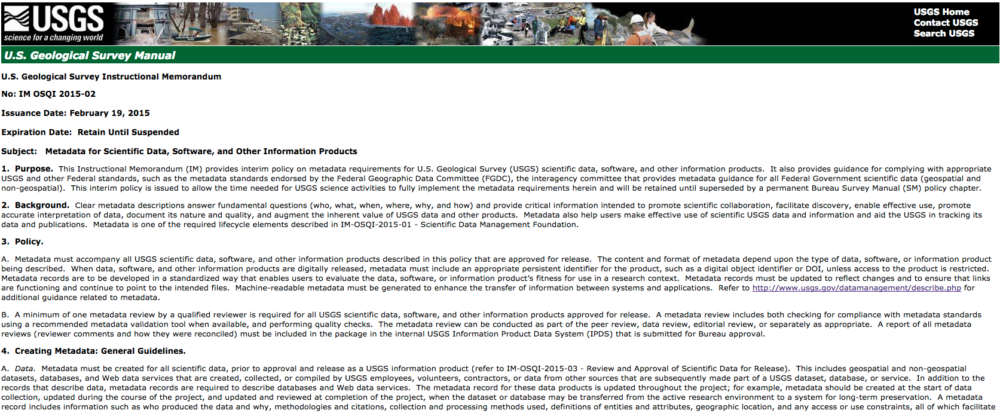 USGS
science for a changing world
USGS Home
Contact USGS
Search USGS
U.S. Geological Survey Manual
U.S. Geological Survey Instructional Memorandum
No: IM OSQI 2015-02
Issuance Date: February 19, 2015
Expiration Date:  Retain Until Suspended
Subject:   Metadata for Scientific Data, Software, and Other Information Products
1.  Purpose.  This Instructional Memorandum (IM) provides interim policy on metadata requirements for U.S. Geological Survey (USGS) scientific data, software, and other information products.  It also provides guidance for complying with appropriate
USGS and other Federal standards, such as the metadata standards endorsed by the Federal Geographic Data Committee (FGDC), the interagency committee that provides metadata guidance for all Federal Government scientific data (geospatial and
non-geospatial).  This interim policy is issued to allow the time needed for USGS science activities to fully implement the metadata requirements herein and will be retained until superseded by a permanent Bureau Survey Manual (SM) policy chapter.
2.  Background.  Clear metadata descriptions answer fundamental questions (who, what, when, where, why, and how) and provide critical information intended to promote scientific collaboration, facilitate discovery, enable effective use, promote
accurate interpretation of data, document its nature and quality, and augment the inherent value of USGS data and other products.  Metadata also help users make effective use of scientific USGS data and information and aid the USGS in tracking its
data and publications.  Metadata is one of the required lifecycle elements described in IM-OSQI-2015-01 - Scientific Data Management Foundation.
3.  Policy.
A.  Metadata must accompany all USGS scientific data, software, and other information products described in this policy that are approved for release.  The content and format of metadata depend upon the type of data, software, or information product
being described.  When data, software, and other information products are digitally released, metadata must include an appropriate persistent identifier for the product, such as a digital object identifier or DOI, unless access to the product is restricted.
Metadata records are to be developed in a standardized way that enables users to evaluate the data, software, or information product's fitness for use in a research context.  Metadata records must be updated to reflect changes and to ensure that links
are functioning and continue to point to the intended files.  Machine-readable metadata must be generated to enhance the transfer of information between systems and applications.  Refer to http://www.usgs.gov/datamanagement/describe.php for
additional guidance related to metadata.
B.  A minimum of one metadata review by a qualified reviewer is required for all USGS scientific data, software, and other information products approved for release.  A metadata review includes both checking for compliance with metadata standards
using a recommended metadata validation tool when available, and performing quality checks.  The metadata review can be conducted as part of the peer review, data review, editorial review, or separately as appropriate.  A report of all metadata
reviews (reviewer comments and how they were reconciled) must be included in the package in the internal USGS Information Product Data System (IPDS) that is submitted for Bureau approval.
4.  Creating Metadata: General Guidelines.
A.  Data.  Metadata must be created for all scientific data, prior to approval and release as a USGS information product (refer to IM-OSQI-2015-03 - Review and Approval of Scientific Data for Release).  This includes geospatial and non-geospatial
datasets, databases, and Web data services that are created, collected, or compiled by USGS employees, volunteers, contractors, or data from other sources that are subsequently made part of a USGS dataset, database, or service.  In addition to the
records that describe data, metadata records are required to describe databases and Web data services.  The metadata record for these data products is updated throughout the project; for example, metadata should be created at the start of data
collection, updated during the course of the project, and updated and reviewed at completion of the project, when the dataset or database may be transferred from the active research environment to a system for long-term preservation.  A metadata
record includes information such as who produced the data and why, methodologies and citations, collection and processing methods used, definitions of entities and attributes, geographic location, and any access or use constraints, all of which facilitate